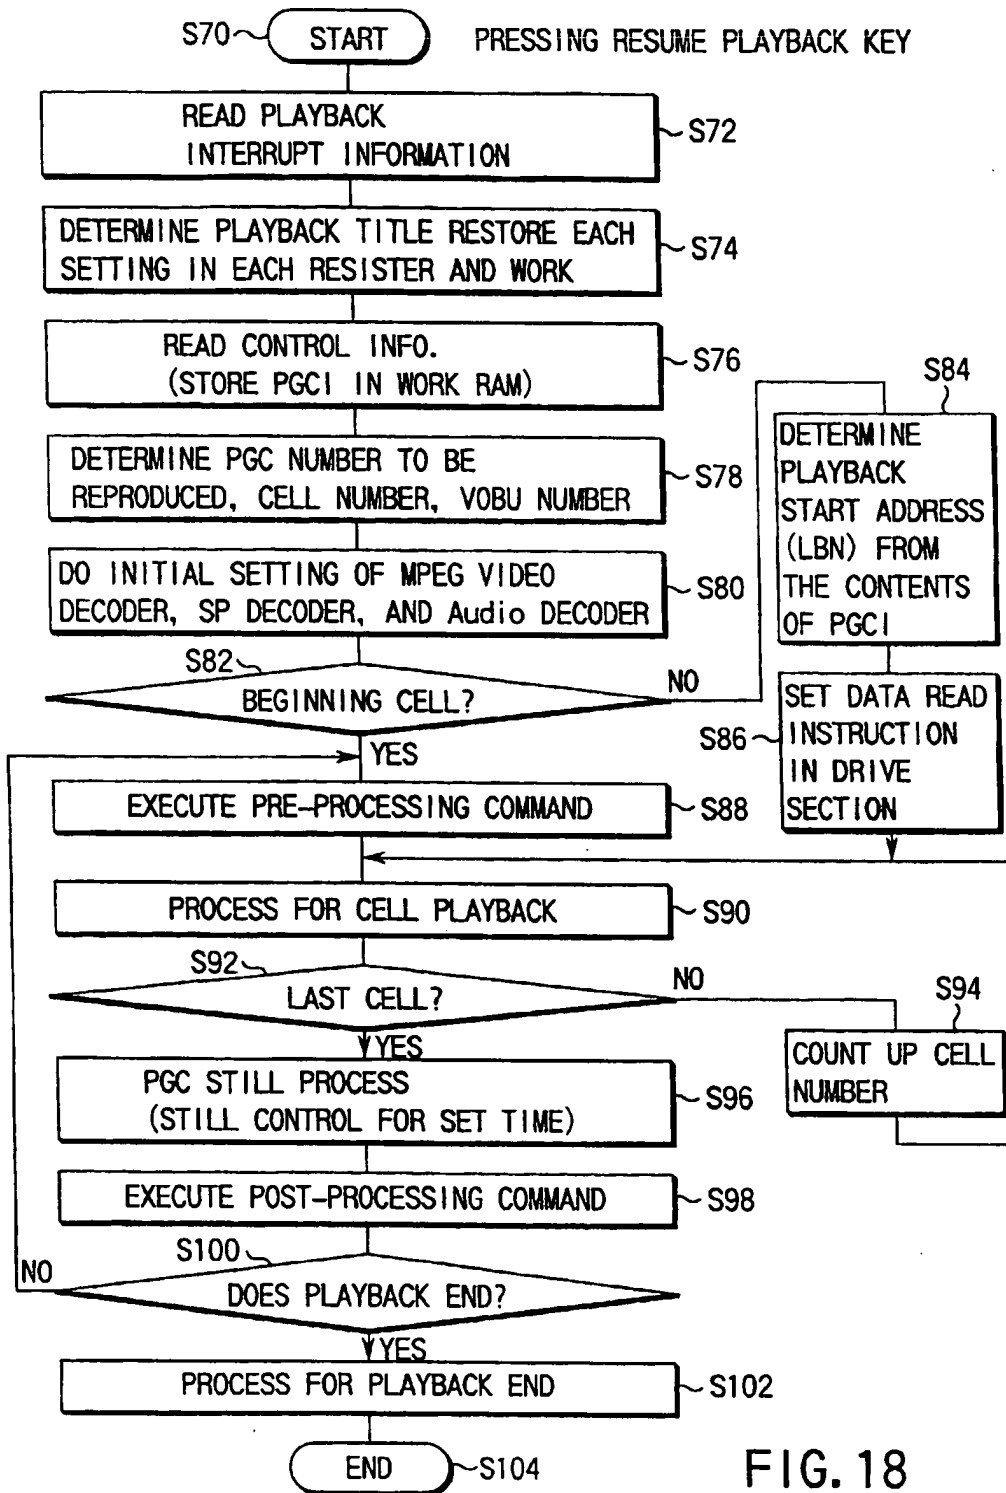 S70
START
PRESSING RESUME PLAYBACK KEY
READ PLAYBACK
INTERRUPT INFORMATION
S72
DETERMINE PLAYBACK TITLE RESTORE EACH
SETTING IN EACH RESISTER AND WORK
S74
READ CONTROL INFO.
(STORE PGCI IN WORK RAM)
S76
DETERMINE PGC NUMBER TO BE
REPRODUCED, CELL NUMBER, VOBU NUMBER
S78
DO INITIAL SETTING OF MPEG VIDEO
DECODER, SP DECODER, AND Audio DECODER
S80
S82
BEGINNING CELL?
NO
YES
S84
DETERMINE
PLAYBACK
START ADDRESS
(LBN) FROM
THE CONTENTS
OF PGCI
S86
SET DATA READ
INSTRUCTION
IN DRIVE
SECTION
EXECUTE PRE-PROCESSING COMMAND
S88
PROCESS FOR CELL PLAYBACK
S90
S92
LAST CELL?
NO
YES
S94
COUNT UP CELL
NUMBER
PGC STILL PROCESS
(STILL CONTROL FOR SET TIME)
S96
EXECUTE POST-PROCESSING COMMAND
S98
S100
NO
DOES PLAYBACK END?
YES
PROCESS FOR PLAYBACK END
S102
END
S104
FIG. 18